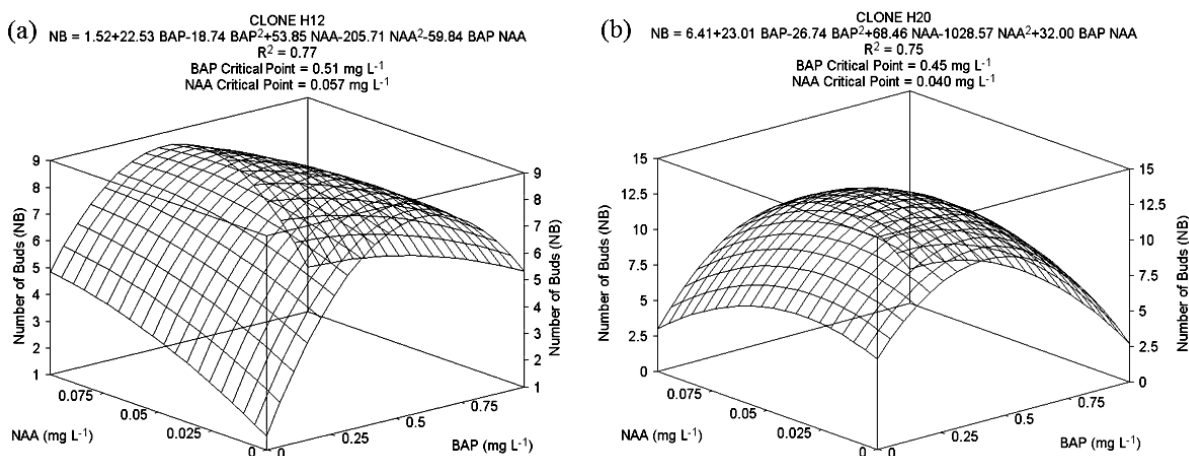 (a)
CLONE H12
NB = 1.52+22.53 BAP-18.74 BAP²+53.85 NAA-205.71 NAA²-59.84 BAP NAA
R² = 0.77
BAP Critical Point = 0.51 mg L⁻¹
NAA Critical Point = 0.057 mg L⁻¹
Number of Buds (NB)
9
8
7
6
5
4
3
2
1
9
8
7
6
5
4
3
2
1
Number of Buds (NB)
0.075
0.05
0.025
0
NAA (mg L⁻¹)
0
0.25
0.5
0.75
BAP (mg L⁻¹)
(b)
CLONE H20
NB = 6.41+23.01 BAP-26.74 BAP²+68.46 NAA-1028.57 NAA²+32.00 BAP NAA
R² = 0.75
BAP Critical Point = 0.45 mg L⁻¹
NAA Critical Point = 0.040 mg L⁻¹
Number of Buds (NB)
15
12.5
10
7.5
5
2.5
0
15
12.5
10
7.5
5
2.5
0
Number of Buds (NB)
0.075
0.05
0.025
0
NAA (mg L⁻¹)
0
0.25
0.5
0.75
BAP (mg L⁻¹)